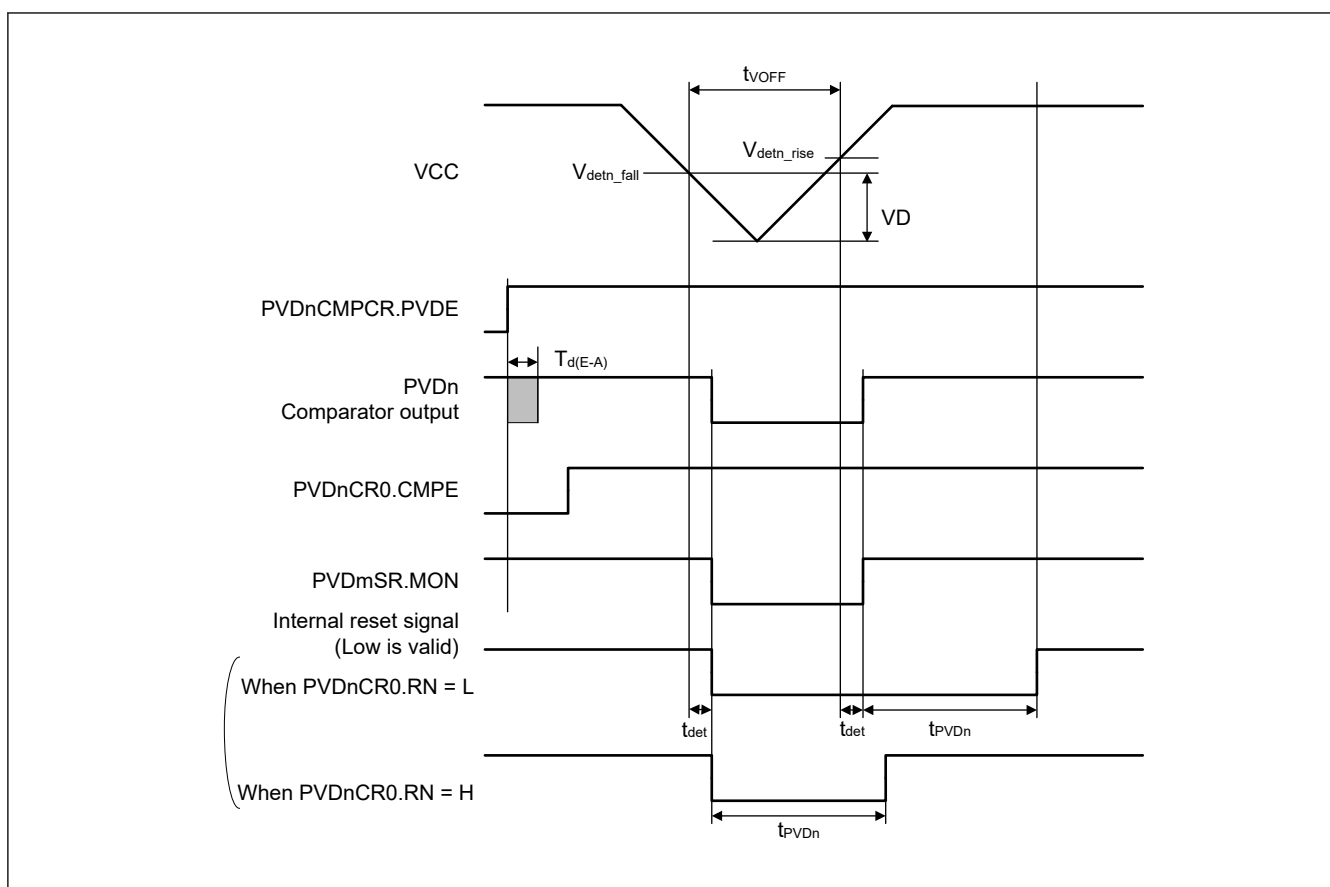 tVOFF
Vdetn_rise
VCC
Vdetn_fall
VD
PVDnCMPCR.PVDE
Td(E-A)
PVDn
Comparator output
PVDnCR0.CMPE
PVDmSR.MON
Internal reset signal
(Low is valid)
When PVDnCR0.RN = L
tdet
tdet
tPVDn
When PVDnCR0.RN = H
tPVDn